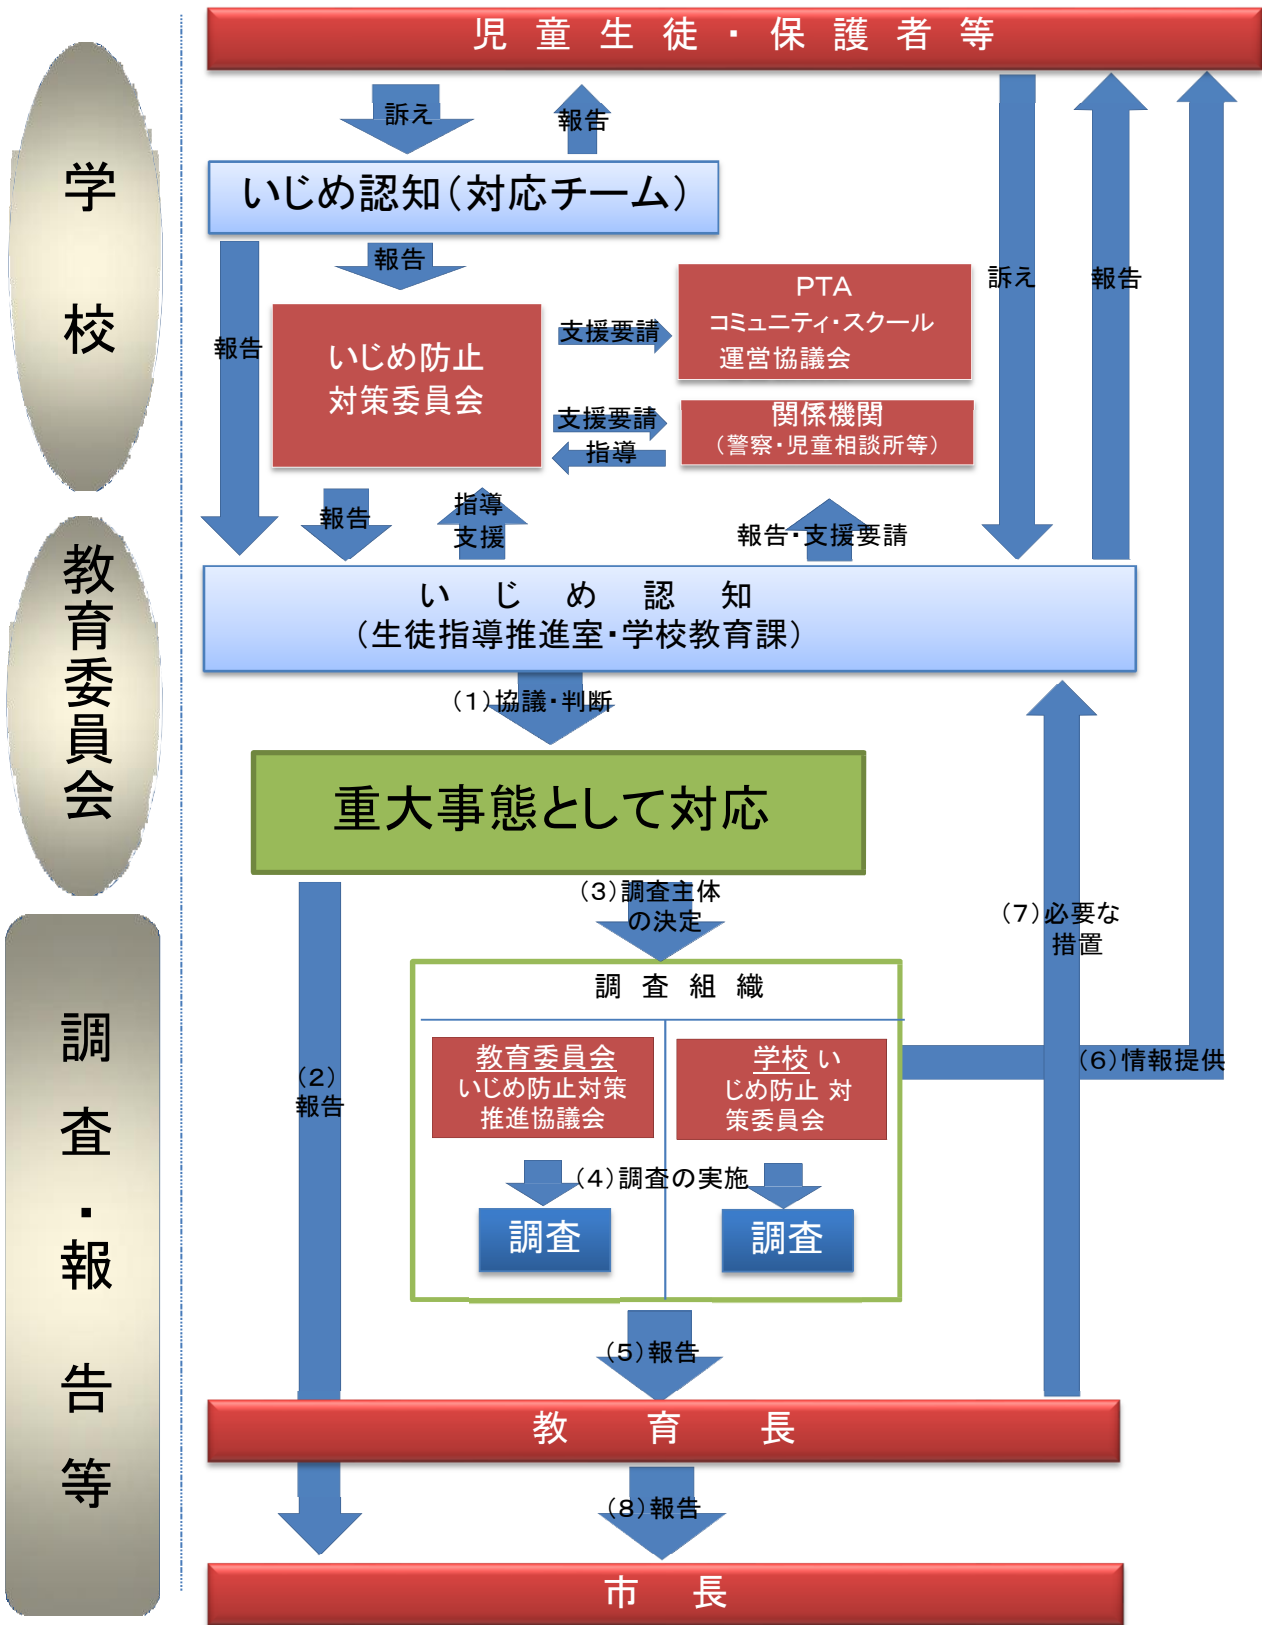 児童生徒・保護者等
学校
訴え
報告
いじめ認知（対応チーム）
報告
報告
訴え
報告
いじめ防止
対策委員会
支援要請
PTA
コミュニティ・スクール
運営協議会
支援要請
指導
関係機関
（警察・児童相談所等）
報告
指導
支援
報告・支援要請
教育委員会
いじめ認知
（生徒指導推進室・学校教育課）
（１）協議・判断
重大事態として対応
（３）調査主体
の決定
（７）必要な
措置
調査・報告等
調査組織
（２）
報告
教育委員会
いじめ防止対策
推進協議会
学校 い
じめ防止 対
策委員会
（６）情報提供
（４）調査の実施
調査
調査
（５）報告
教育長
（８）報告
市長